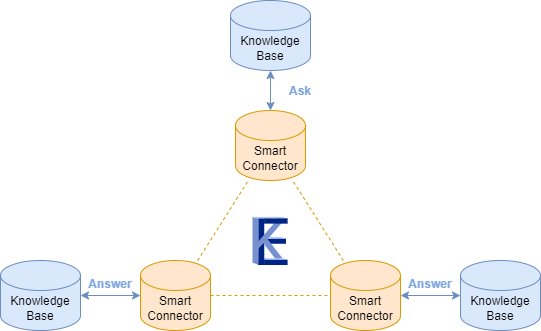 Knowledge
Base
Ask
Smart
Connector
KE
Knowledge
Base
Answer
Smart
Connector
Smart
Connector
Answer
Knowledge
Base